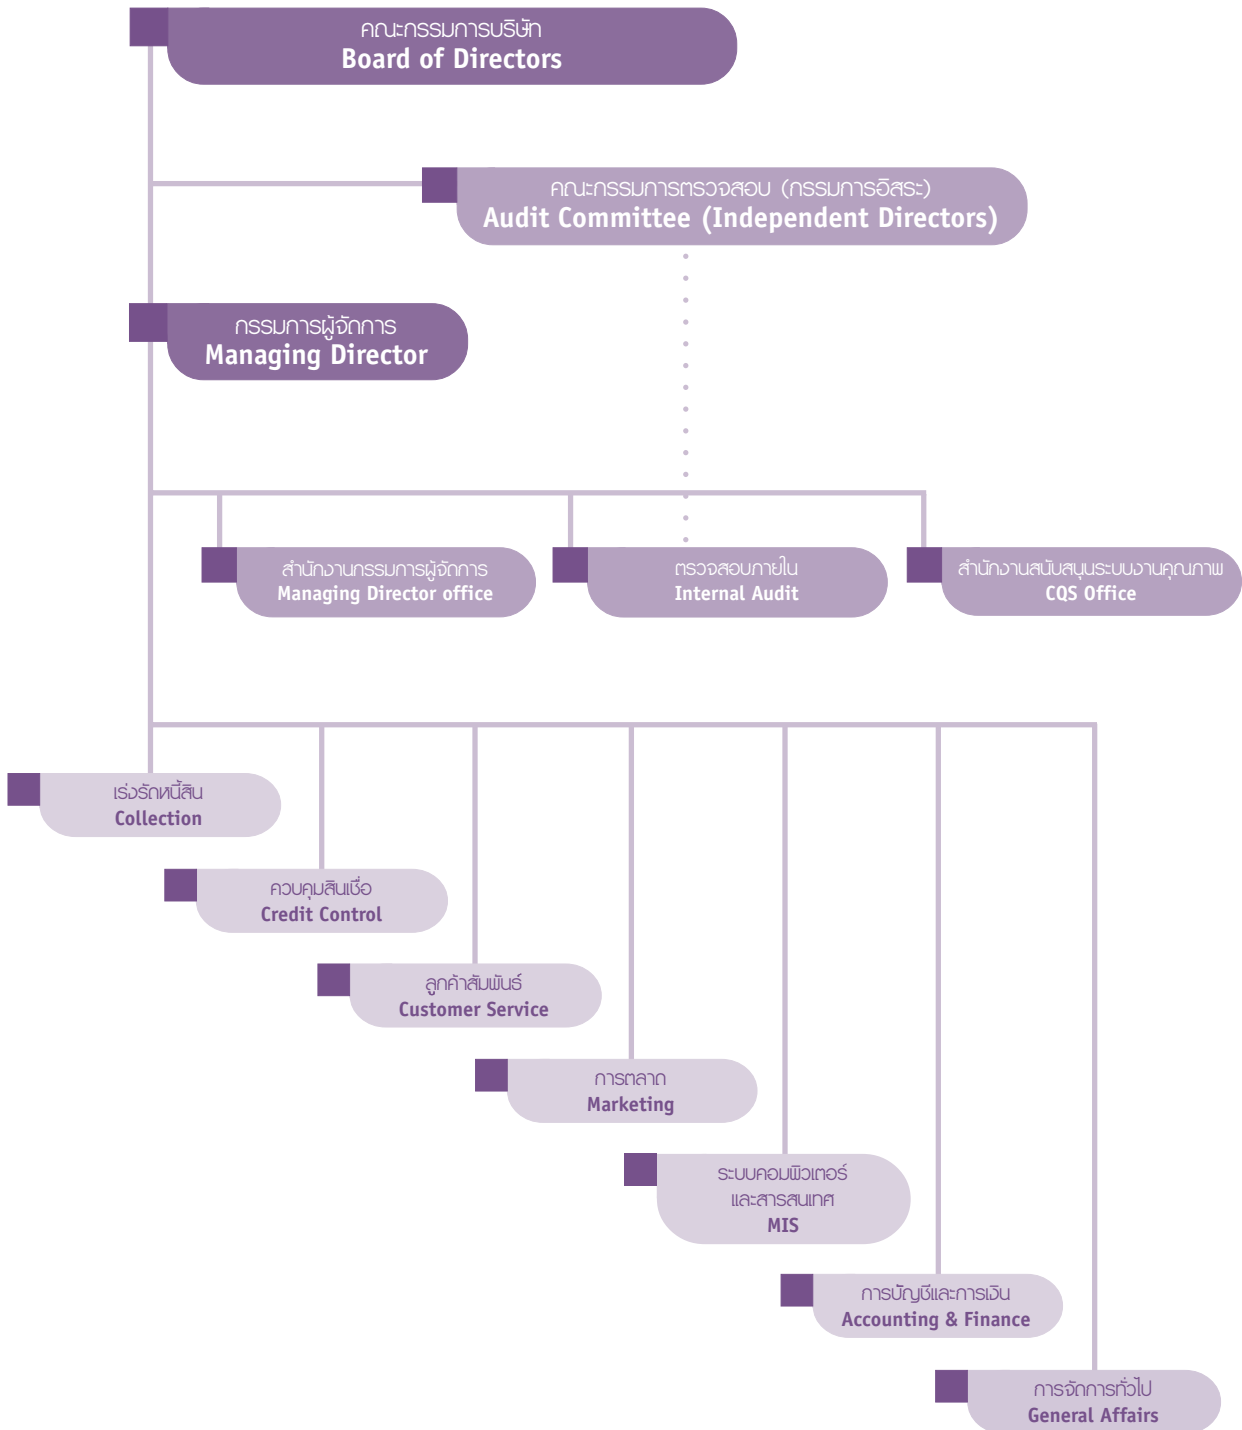 คณะกรรมการบริษัท
Board of Directors
คณะกรรมการตรวจสอบ (กรรมการอิสระ)
Audit Committee (Independent Directors)
กรรมการผู้จัดการ
Managing Director
สำนักงานกรรมการผู้จัดการ
Managing Director office
ตรวจสอบภายใน
Internal Audit
สำนักงานสนับสนุนระบบงานคุณภาพ
CQS Office
เร่งรัดหนี้สิน
Collection
ควบคุมสินเชื่อ
Credit Control
ลูกค้าสัมพันธ์
Customer Service
การตลาด
Marketing
ระบบคอมพิวเตอร์
และสารสนเทศ
MIS
การบัญชีและการเงิน
Accounting & Finance
การจัดการทั่วไป
General Affairs